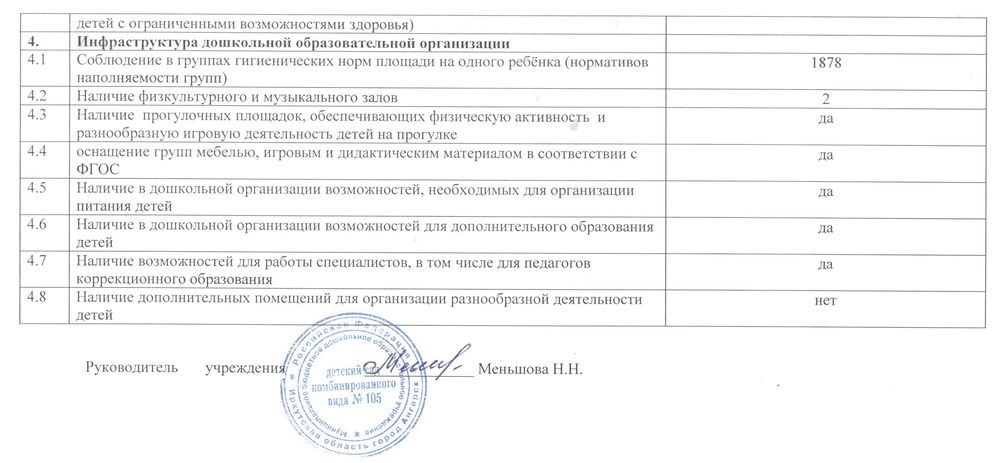 детей с ограниченными возможностями здоровья)
4. Инфраструктура дошкольной образовательной организации
4.1 Соблюдение в группах гигиенических норм площади на одного ребёнка (нормативов 1878
наполняемости групп)
4.2 Наличие физкультурного и музыкального залов 2
4.3 Наличие прогулочных площадок, обеспечивающих физическую активность и да
разнообразную игровую деятельность детей на прогулке
4.4 оснащение групп мебелью, игровым и дидактическим материалом в соответствии с да
ФГОС
4.5 Наличие в дошкольной организации возможностей, необходимых для организации да
питания детей
4.6 Наличие в дошкольной организации возможностей для дополнительного образования да
детей
4.7 Наличие возможностей для работы специалистов, в том числе для педагогов да
коррекционного образования
4.8 Наличие дополнительных помещений для организации разнообразной деятельности нет
детей
Руководитель учреждения Меньшова Н.Н.
Российская Федерация
Иркутская область город Ангарск
Муниципальное бюджетное дошкольное образовательное учреждение
детский сад
комбинированного
вида № 105